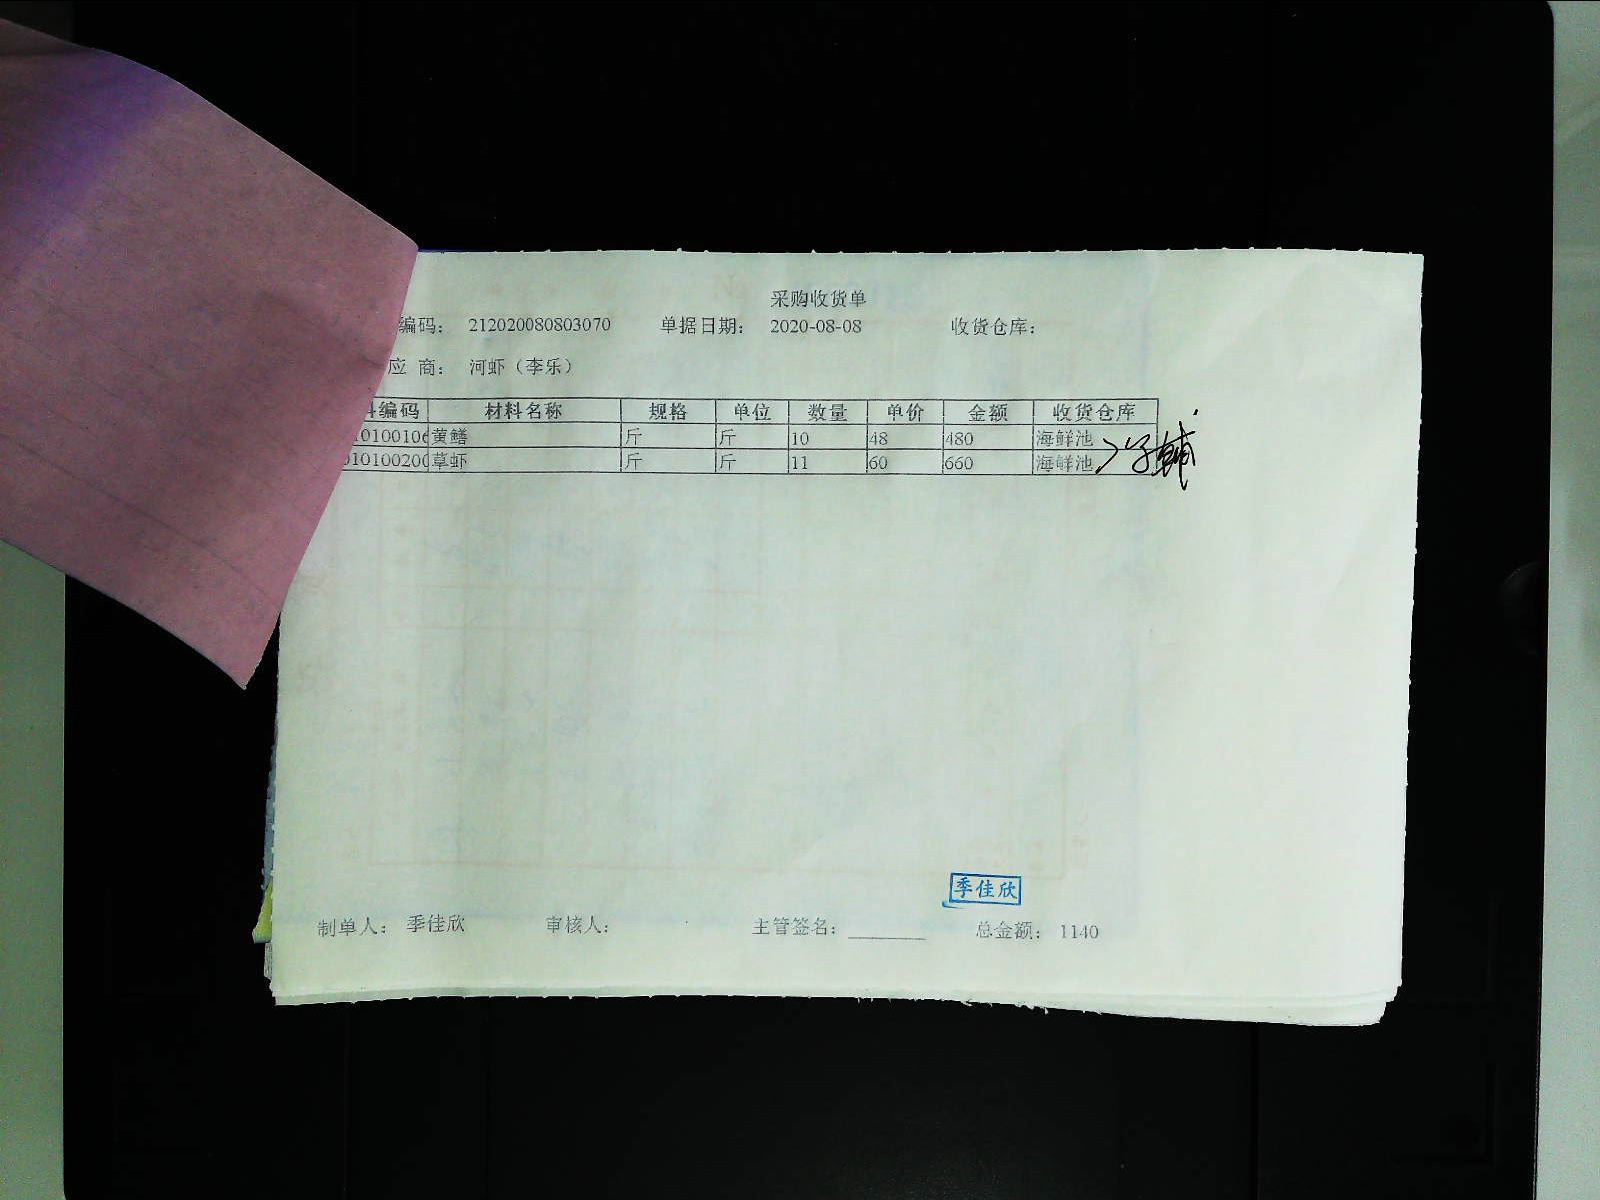 采购收货单
编码: 212020080803070 单据日期: 2020-08-08 收货仓库:
应 商: 河虾（李乐）
编码 材料名称 规格 单位 数量 单价 金额 收货仓库
010100106 黄鳝 斤 斤 10 48 480 海鲜池
010100200 草虾 斤 斤 11 60 660 海鲜池
季佳欣
制单人: 季佳欣 审核人: 主管签名: 总金额: 1140